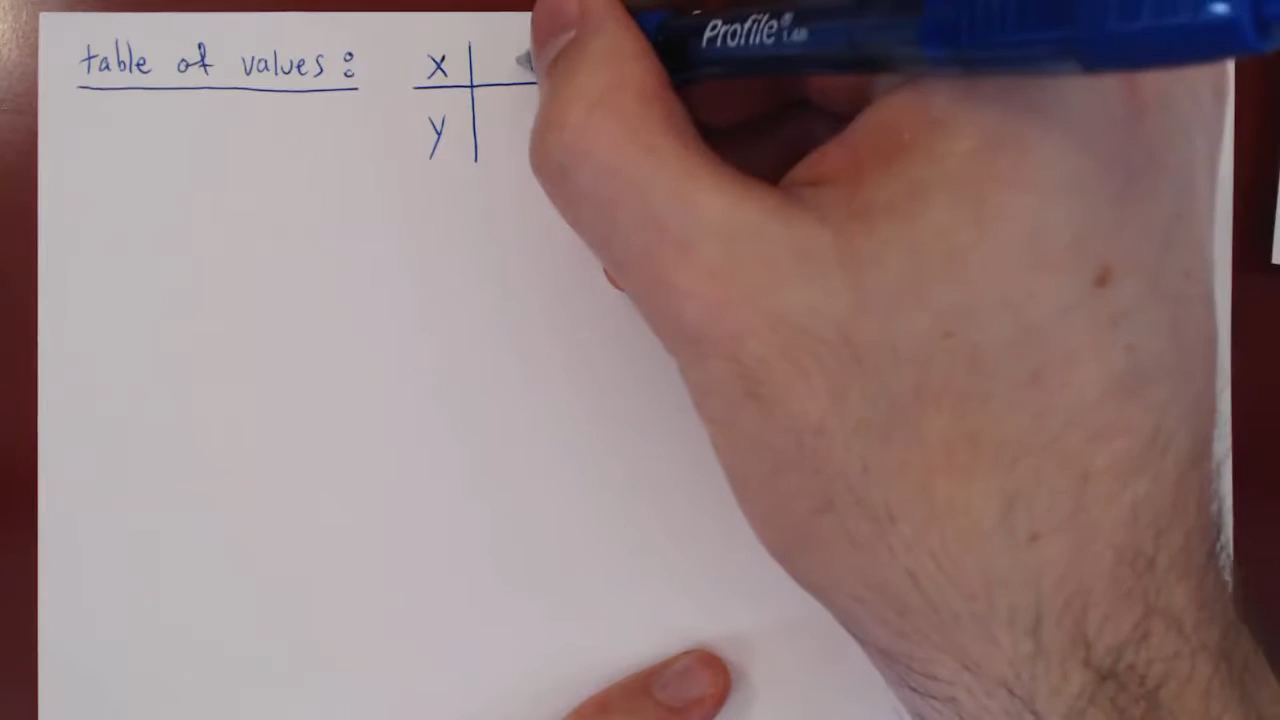 table of values : x
y
Profile